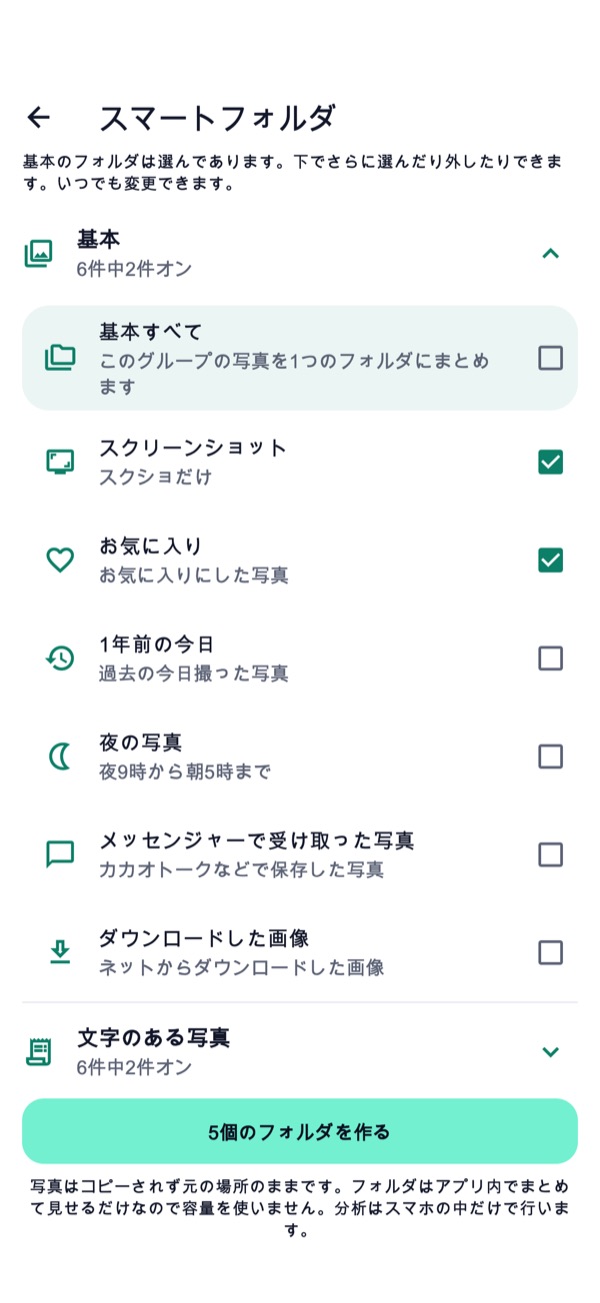 スマートフォルダ
基本のフォルダは選んであります。下でさらに選んだり外したりできま
す。いつでも変更できます。
基本
6件中2件オン
基本すべて
このグループの写真を1つのフォルダにまとめ
ます
スクリーンショット
スクショだけ
お気に入り
お気に入りにした写真
1年前の今日
過去の今日撮った写真
夜の写真
夜9時から朝5時まで
メッセンジャーで受け取った写真
カカオトークなどで保存した写真
ダウンロードした画像
ネットからダウンロードした画像
文字のある写真
6件中2件オン
5個のフォルダを作る
写真はコピーされず元の場所のままです。フォルダはアプリ内でまとめ
て見せるだけなので容量を使いません。分析はスマホの中だけで行いま
す。